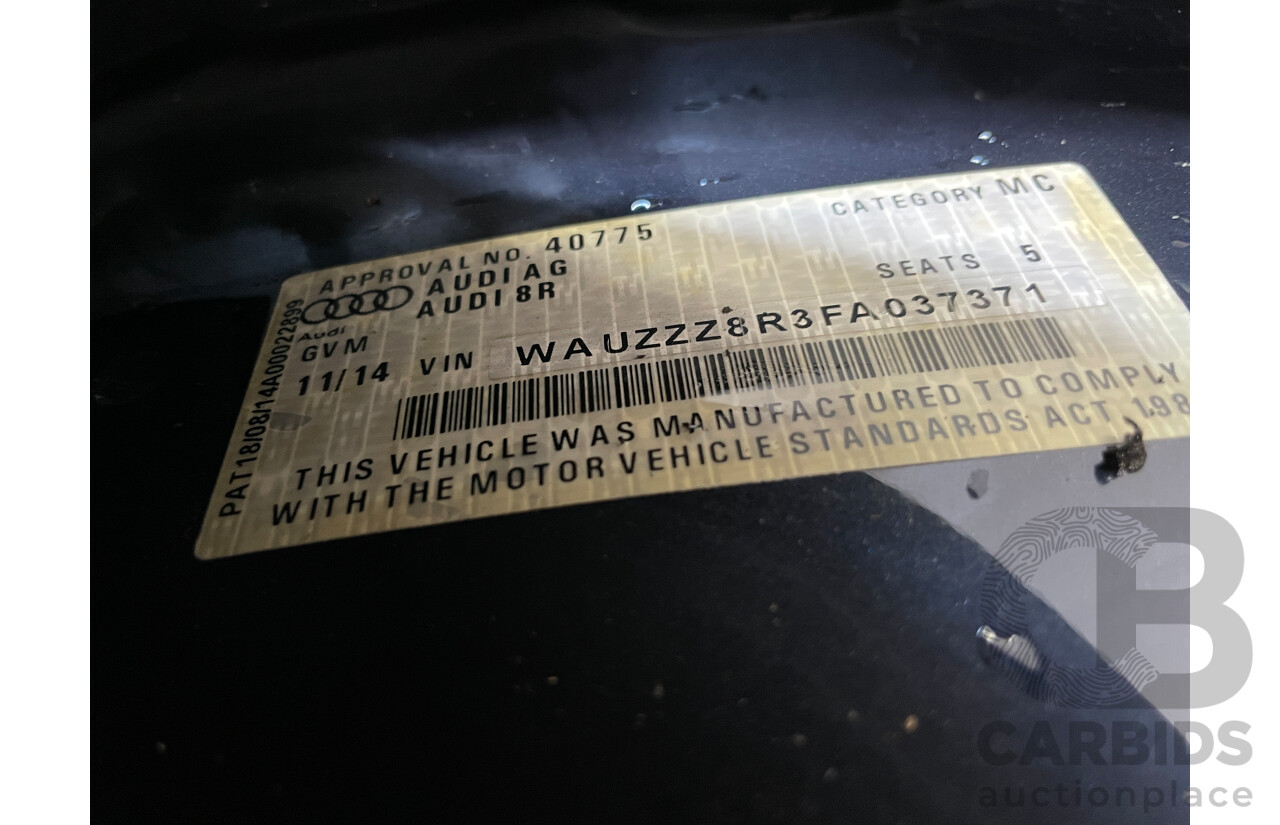 APPROVAL NO. 40775
CATEGORY MC
AUDI AG
SEATS 5
AUDI 8R
Audi
GVM
11/14 VIN WAUZZZ8R3FA037371
THIS VEHICLE WAS MANUFACTURED TO COMPLY
WITH THE MOTOR VEHICLE STANDARDS ACT 198
PAT18/08/14A00022899
CB
CARBIDS
auctionplace